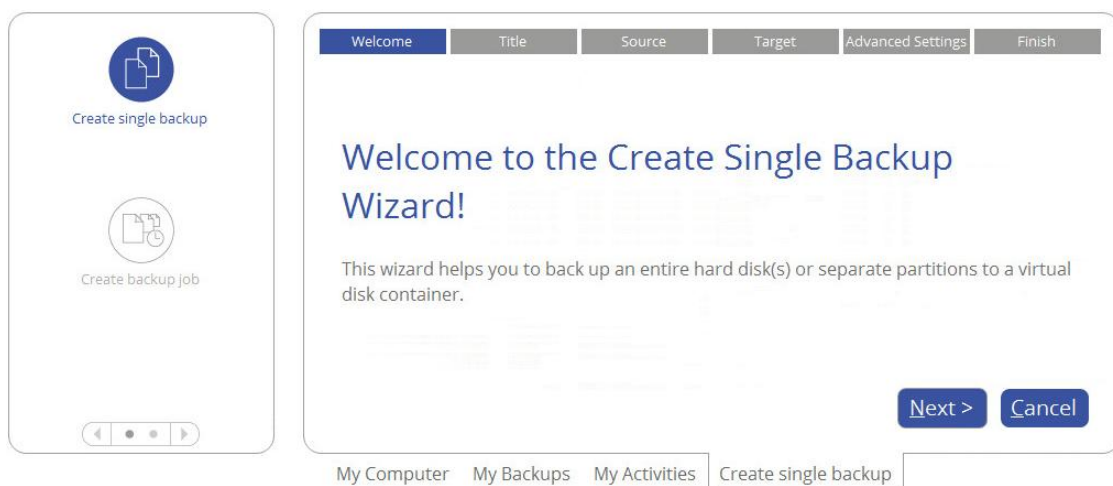 Create single backup
Create backup job
Welcome Title Source Target Advanced Settings Finish
Welcome to the Create Single Backup
Wizard!
This wizard helps you to back up an entire hard disk(s) or separate partitions to a virtual
disk container.
Next > Cancel
My Computer My Backups My Activities Create single backup